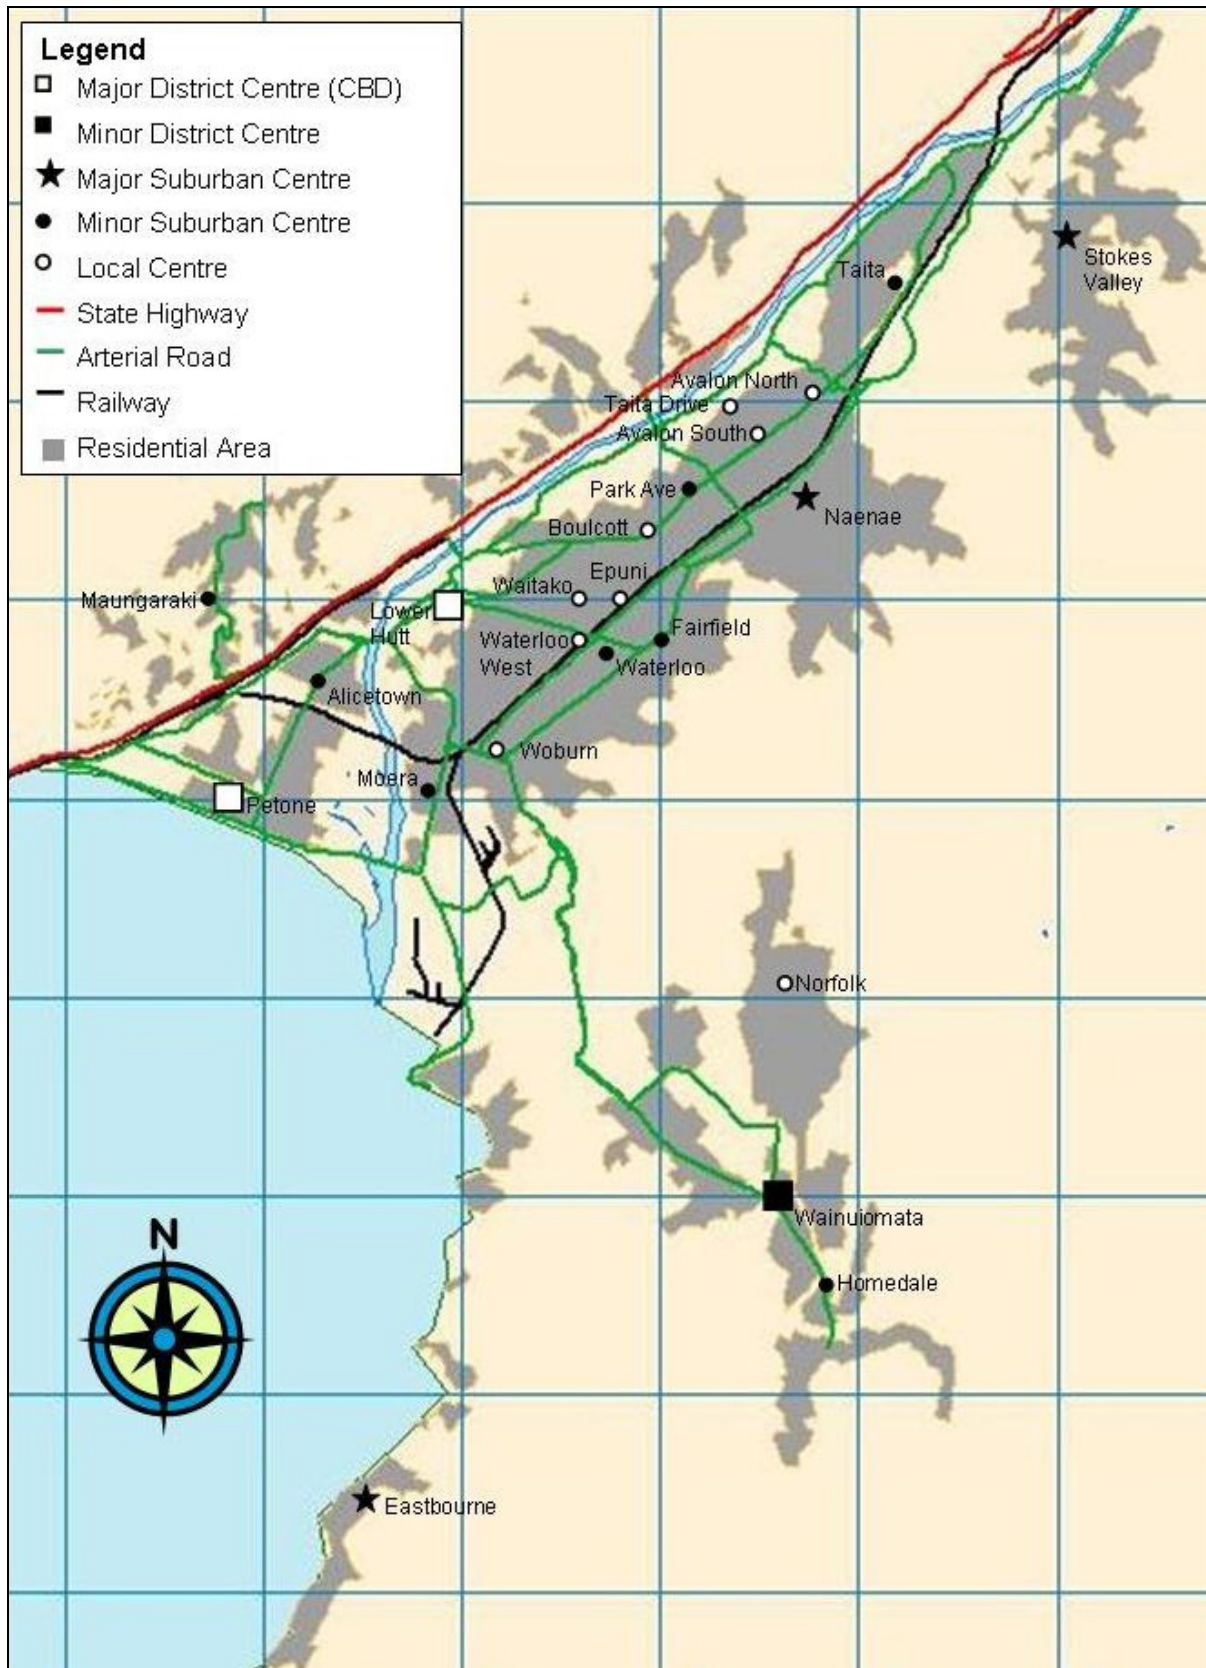 Legend
Major District Centre (CBD)
Minor District Centre
Major Suburban Centre
Minor Suburban Centre
Local Centre
State Highway
Arterial Road
Railway
Residential Area
Stokes
Valley
Taita
Avalon North
Taita Drive
Avalon South
Park Ave
Naenae
Boulcott
Epuni
Waitako
Maungaraki
Lower
Hutt
Fairfield
Waterloo
West
Waterloo
Alicetown
Woburn
Moera
Petone
Norfolk
Wainuiomata
N
Homedale
Eastbourne